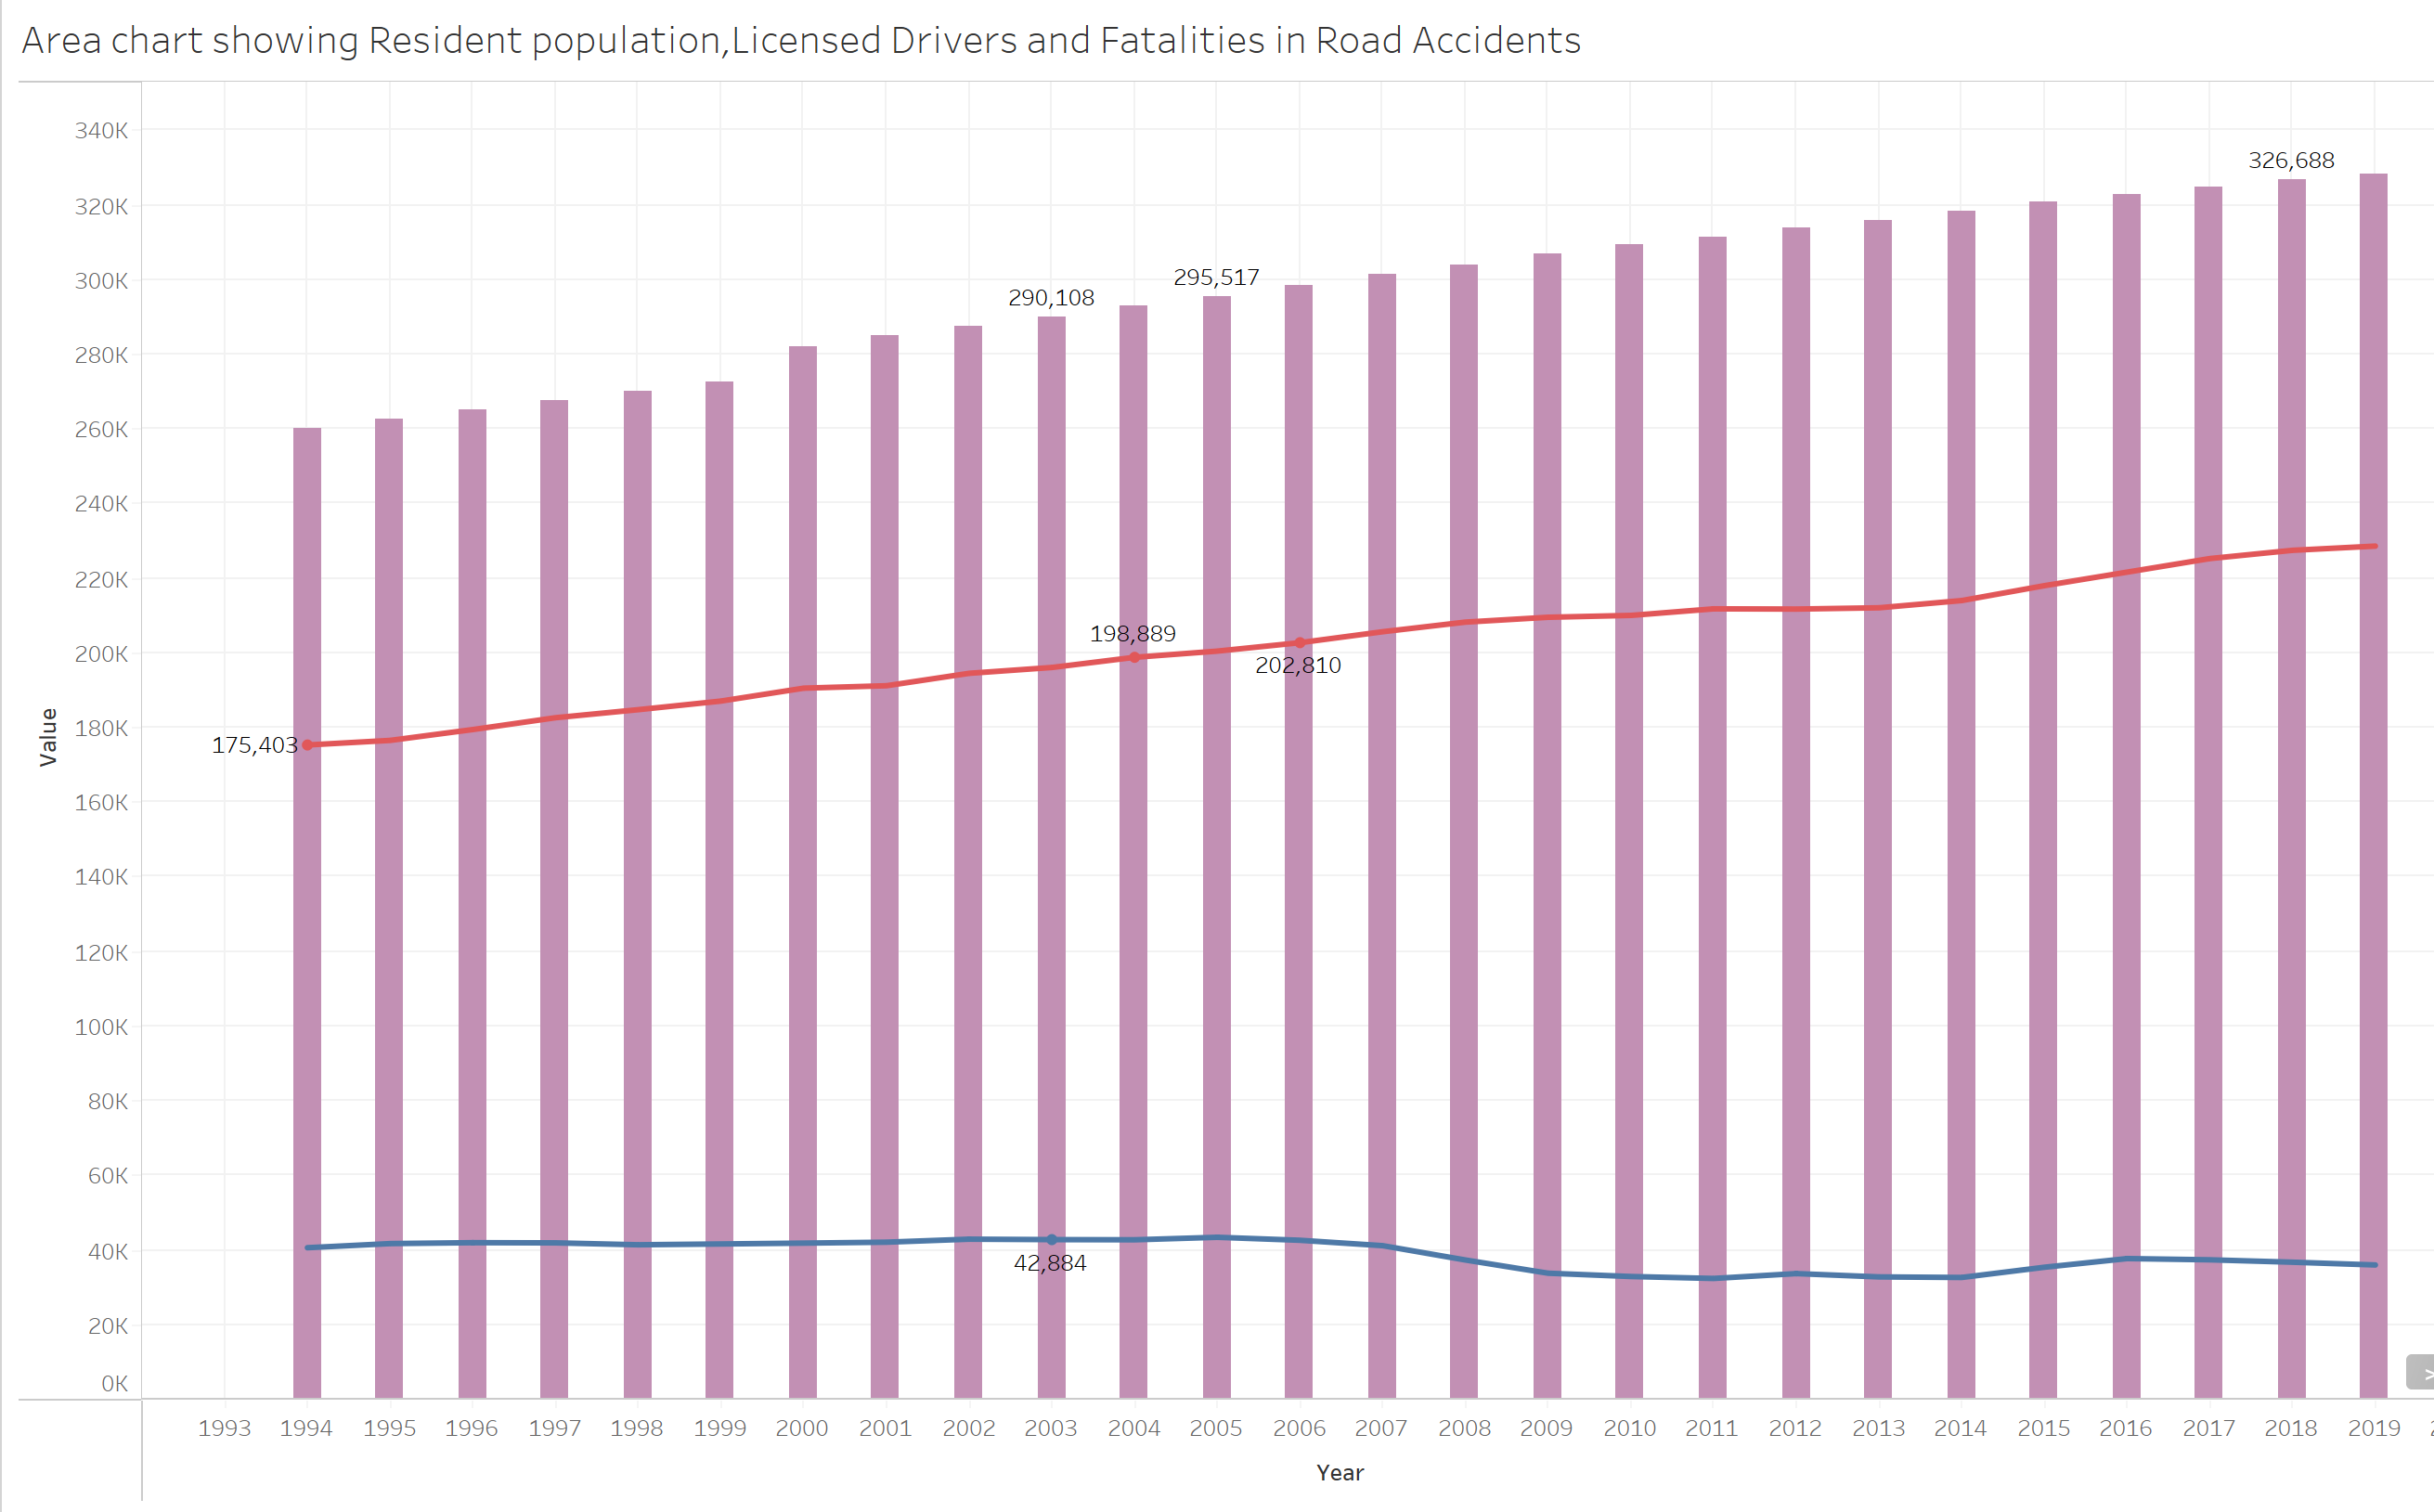 Area chart showing Resident population,Licensed Drivers and Fatalities in Road Accidents
340K
320K
300K
280K
260K
240K
220K
200K
180K
160K
140K
120K
100K
80K
60K
40K
20K
0K
Value
326,688
295,517
290,108
198,889
202,810
175,403
42,884
>
1993 1994 1995 1996 1997 1998 1999 2000 2001 2002 2003 2004 2005 2006 2007 2008 2009 2010 2011 2012 2013 2014 2015 2016 2017 2018 2019
Year